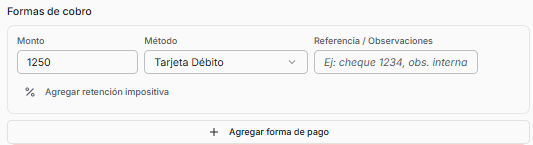 Formas de cobro
Monto Método Referencia / Observaciones
1250 Tarjeta Débito Ej: cheque 1234, obs. interna
% Agregar retención impositiva
+ Agregar forma de pago